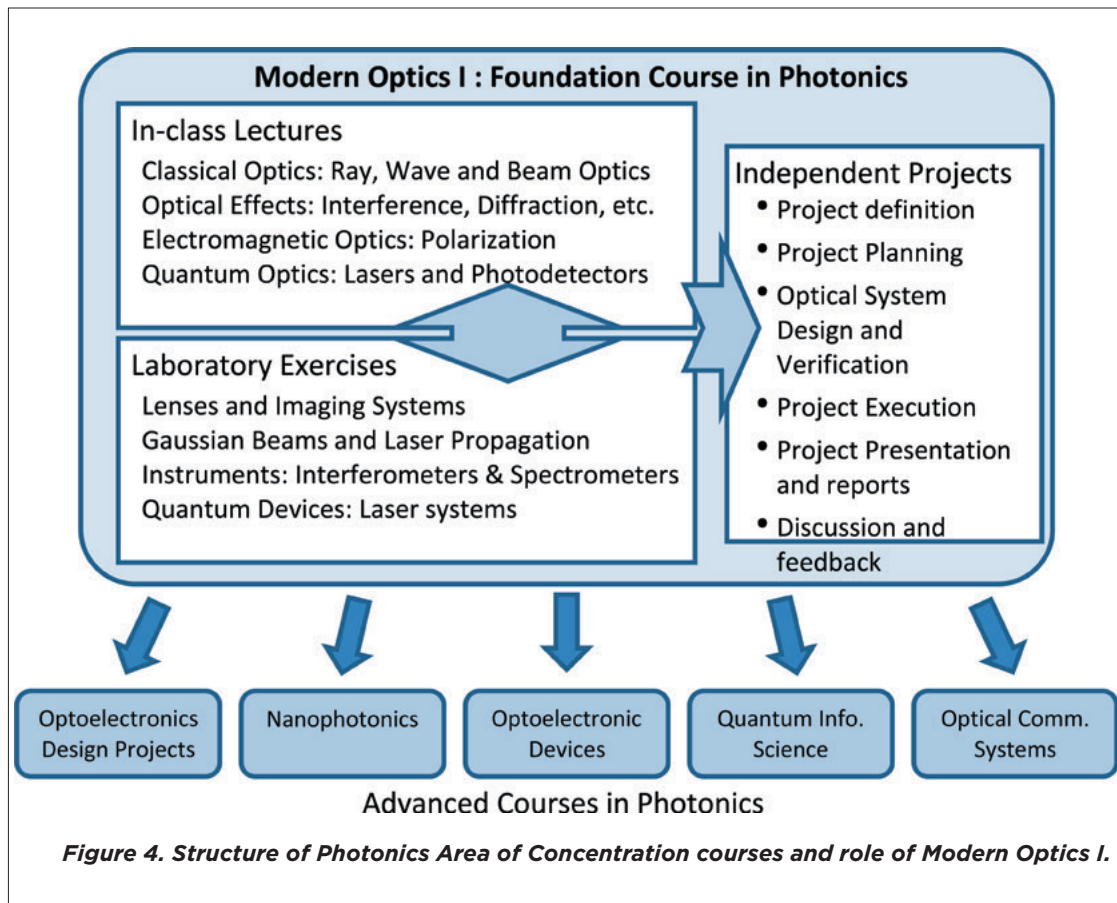 Modern Optics I : Foundation Course in Photonics
In-class Lectures
Classical Optics: Ray, Wave and Beam Optics
Optical Effects: Interference, Diffraction, etc.
Electromagnetic Optics: Polarization
Quantum Optics: Lasers and Photodetectors
Laboratory Exercises
Lenses and Imaging Systems
Gaussian Beams and Laser Propagation
Instruments: Interferometers & Spectrometers
Quantum Devices: Laser systems
Independent Projects
• Project definition
• Project Planning
• Optical System
Design and
Verification
• Project Execution
• Project Presentation
and reports
• Discussion and
feedback
Optoelectronics
Design Projects
Nanophotonics
Optoelectronic
Devices
Quantum Info.
Science
Optical Comm.
Systems
Advanced Courses in Photonics
Figure 4. Structure of Photonics Area of Concentration courses and role of Modern Optics I.